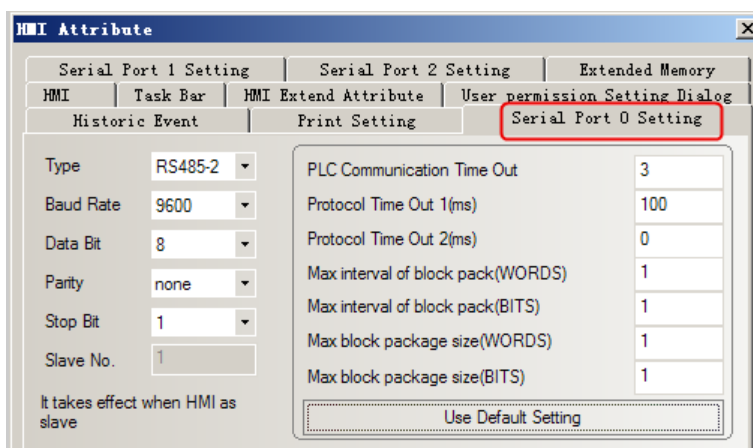 HMI Attribute
Serial Port 1 Setting Serial Port 2 Setting Extended Memory
HMI Task Bar HMI Extend Attribute User permission Setting Dialog
Historic Event Print Setting Serial Port 0 Setting
Type RS485-2
Baud Rate 9600
Data Bit 8
Parity none
Stop Bit 1
Slave No. 1
It takes effect when HMI as
slave
PLC Communication Time Out 3
Protocol Time Out 1(ms) 100
Protocol Time Out 2(ms) 0
Max interval of block pack(WORDS) 1
Max interval of block pack(BITS) 1
Max block package size(WORDS) 1
Max block package size(BITS) 1
Use Default Setting